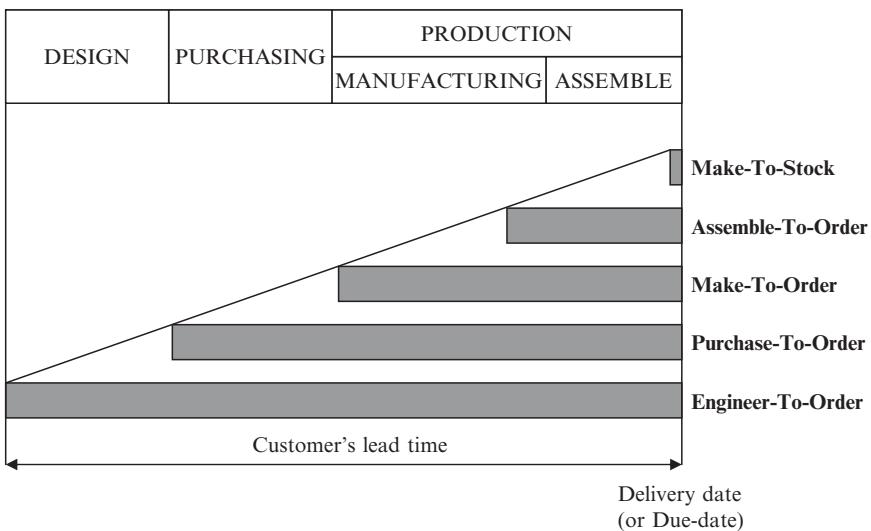 DESIGN
PURCHASING
PRODUCTION
MANUFACTURING
ASSEMBLE
Make-To-Stock
Assemble-To-Order
Make-To-Order
Purchase-To-Order
Engineer-To-Order
Customer's lead time
Delivery date
(or Due-date)